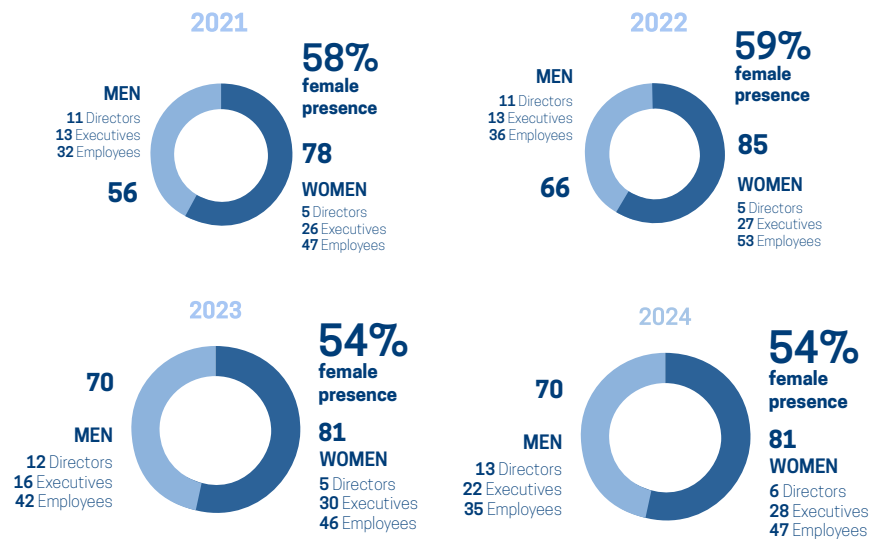 2021
58%
female
presence
MEN
11 Directors
13 Executives
32 Employees
56
78
WOMEN
5 Directors
26 Executives
47 Employees
2022
59%
female
presence
MEN
11 Directors
13 Executives
36 Employees
66
85
WOMEN
5 Directors
27 Executives
53 Employees
2023
54%
female
presence
70
MEN
12 Directors
16 Executives
42 Employees
81
WOMEN
5 Directors
30 Executives
46 Employees
2024
54%
female
presence
70
MEN
13 Directors
22 Executives
35 Employees
81
WOMEN
6 Directors
28 Executives
47 Employees